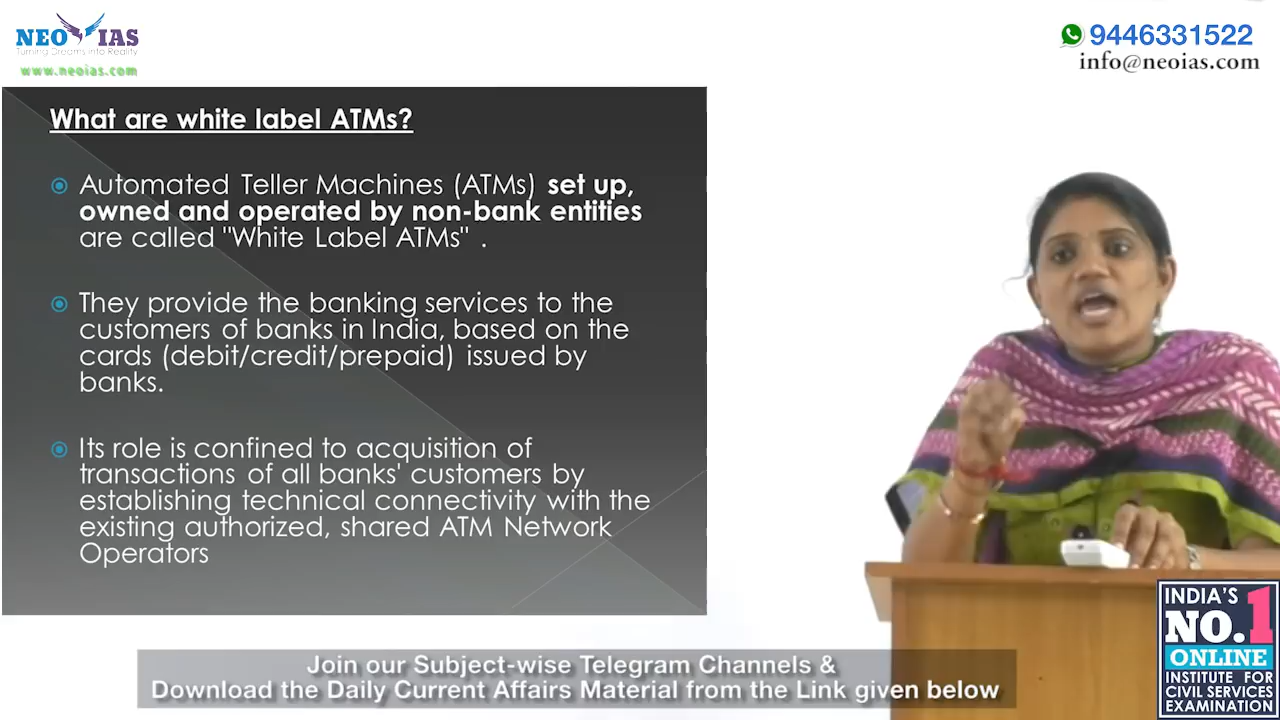 NEO IAS
Turning Dreams into Reality
www.neoias.com
9446331522
info@neoias.com
What are white label ATMs?
Automated Teller Machines (ATMs) set up,
owned and operated by non-bank entities
are called "White Label ATMs" .
They provide the banking services to the
customers of banks in India, based on the
cards (debit/credit/prepaid) issued by
banks.
Its role is confined to acquisition of
transactions of all banks' customers by
establishing technical connectivity with the
existing authorized, shared ATM Network
Operators
INDIA'S
NO.1
ONLINE
INSTITUTE FOR
CIVIL SERVICES
EXAMINATION
Join our Subject-wise Telegram Channels &
Download the Daily Current Affairs Material from the Link given below